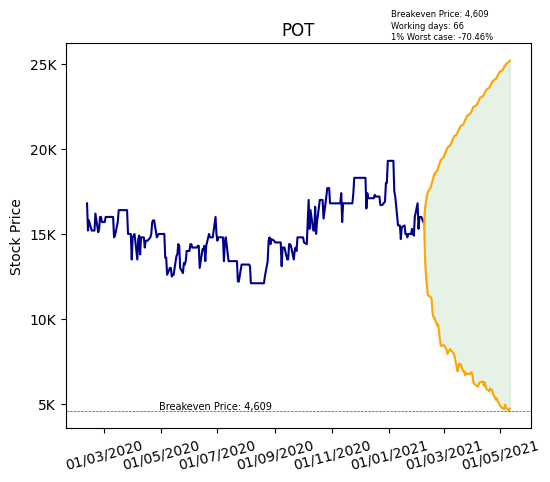 Breakeven Price: 4,609
Working days: 66
1% Worst case: -70.46%
POT
Stock Price
25K
20K
15K
10K
5K
Breakeven Price: 4,609
01/03/2020
01/05/2020
01/07/2020
01/09/2020
01/11/2020
01/01/2021
01/03/2021
01/05/2021